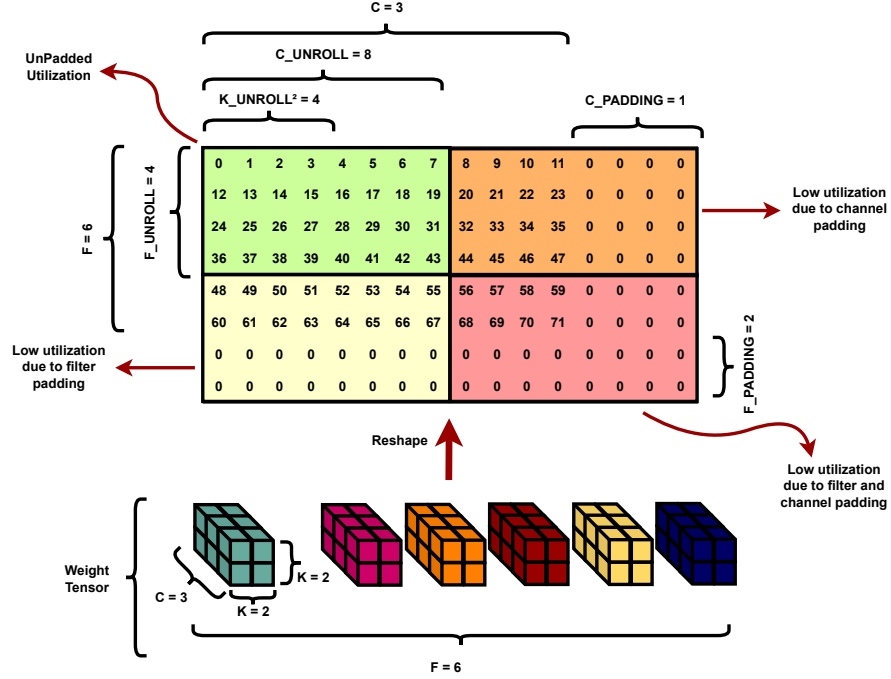 C = 3
C_UNROLL = 8
UnPadded
Utilization
K_UNROLL² = 4
C_PADDING = 1
F = 6
F_UNROLL = 4
0 1 2 3 4 5 6 7 8 9 10 11 0 0 0 0
12 13 14 15 16 17 18 19 20 21 22 23 0 0 0 0
24 25 26 27 28 29 30 31 32 33 34 35 0 0 0 0
36 37 38 39 40 41 42 43 44 45 46 47 0 0 0 0
48 49 50 51 52 53 54 55 56 57 58 59 0 0 0 0
60 61 62 63 64 65 66 67 68 69 70 71 0 0 0 0
0 0 0 0 0 0 0 0 0 0 0 0 0 0 0 0
0 0 0 0 0 0 0 0 0 0 0 0 0 0 0 0
Low utilization
due to channel
padding
Low utilization
due to filter
padding
F_PADDING = 2
Reshape
Low utilization
due to filter and
channel padding
Weight
Tensor
C = 3
K = 2
K = 2
F = 6